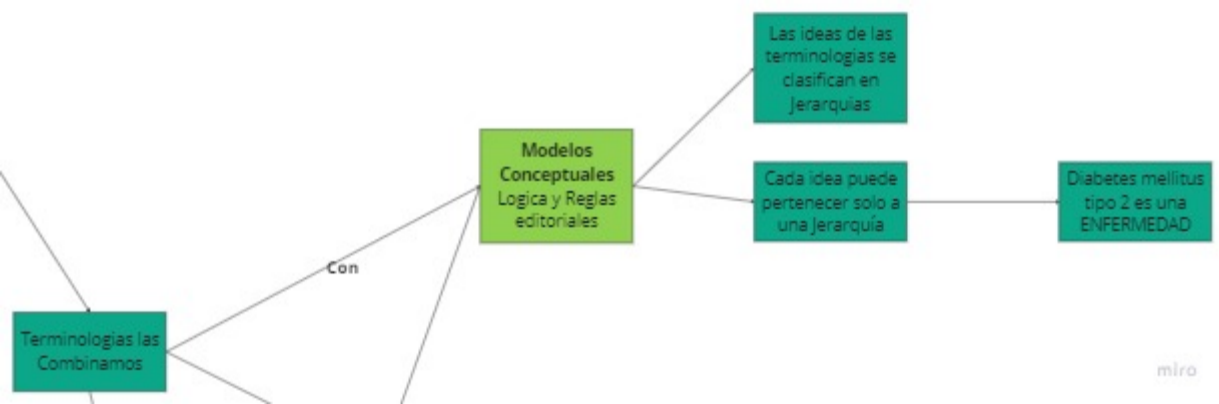 Las ideas de las
terminologias se
clasifican en
Jerarquias
Modelos
Conceptuales
Logica y Reglas
editoriales
Cada idea puede
pertenecer solo a
una Jerarquía
Diabetes mellitus
tipo 2 es una
ENFERMEDAD
Con
Terminologias las
Combinamos
miro